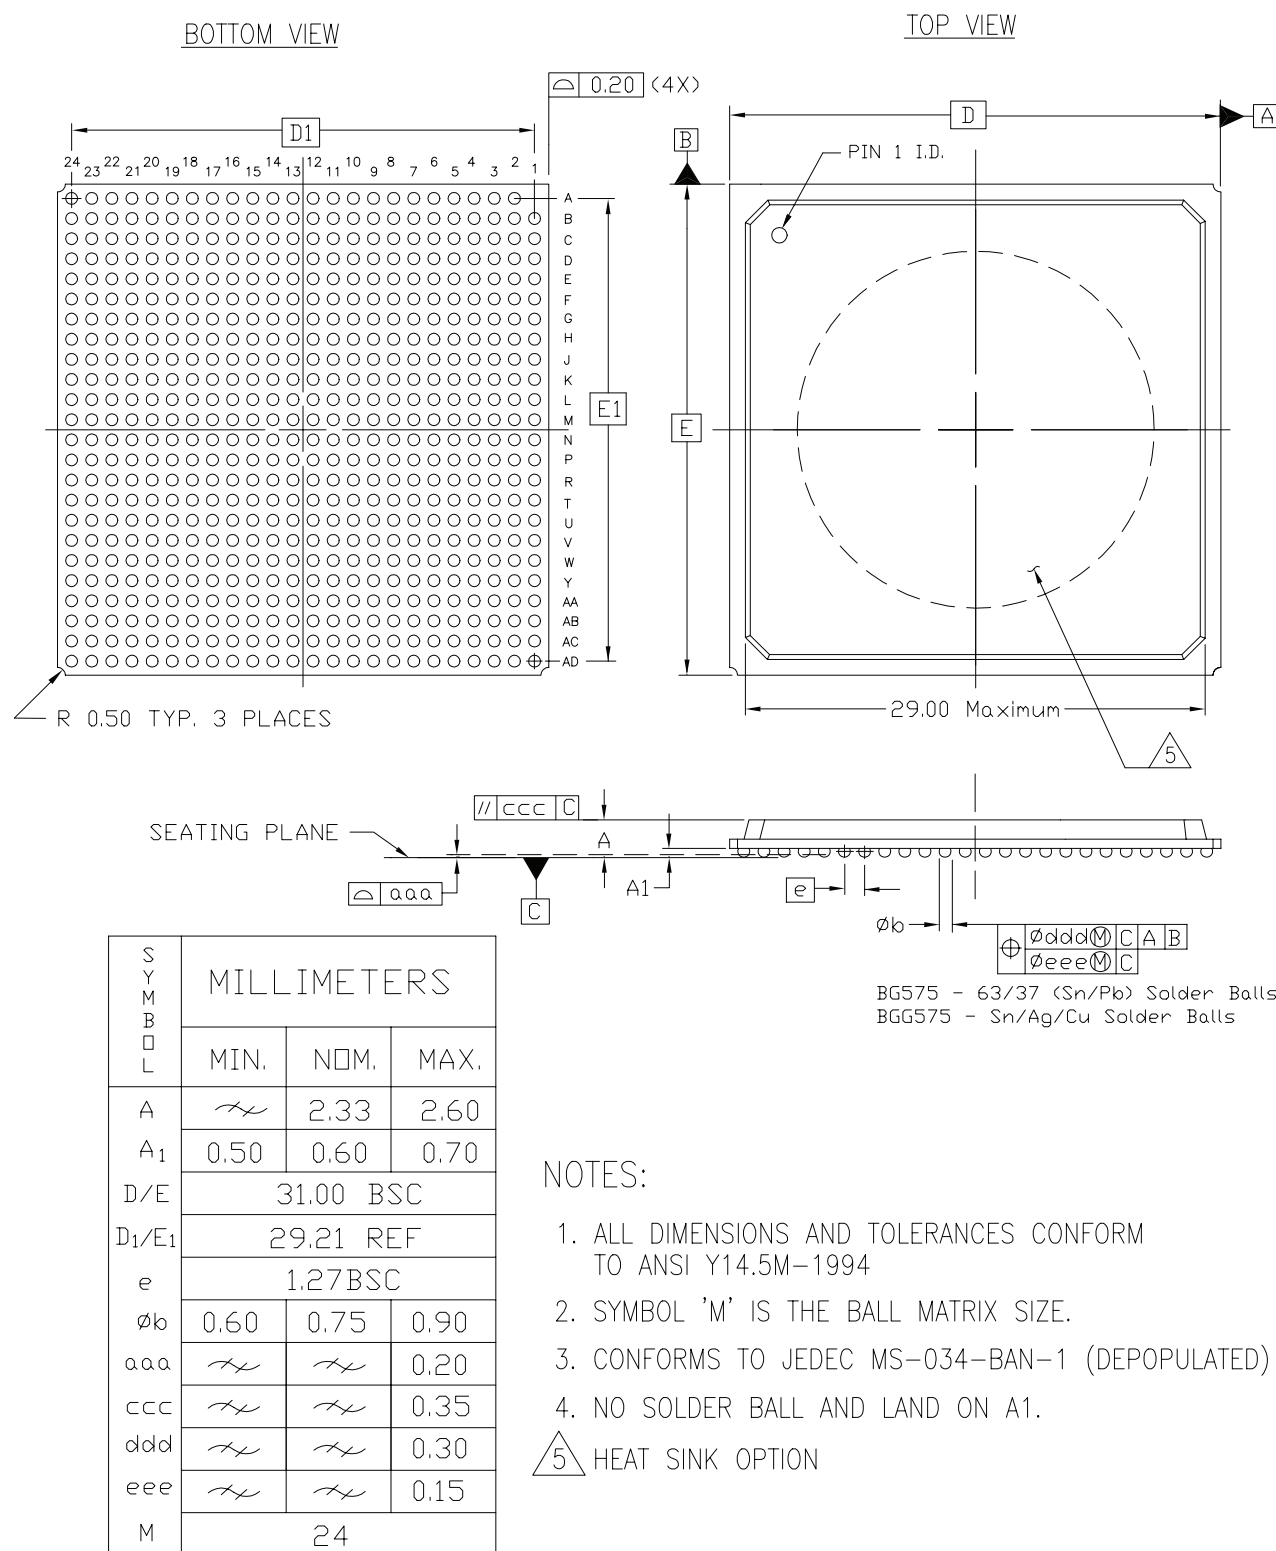 BOTTOM VIEW
TOP VIEW
⌓ 0.20 (4X)
D1
D
A
B
PIN 1 I.D.
24 23 22 21 20 19 18 17 16 15 14 13 12 11 10 9 8 7 6 5 4 3 2 1
A
B
C
D
E
F
G
H
J
K
L
M
N
P
R
T
U
V
W
Y
AA
AB
AC
AD
E1
E
R 0.50 TYP. 3 PLACES
29.00 Maximum
5
// ccc C
SEATING PLANE
A
A1
⌓ aaa
C
e
Øb
⌖ Øddd Ⓜ C A B
Øeee Ⓜ C
BG575 - 63/37 (Sn/Pb) Solder Balls
BGG575 - Sn/Ag/Cu Solder Balls
SYMBOL MILLIMETERS
MIN. NOM. MAX.
A 2.33 2.60
A1 0.50 0.60 0.70
D/E 31.00 BSC
D1/E1 29.21 REF
e 1.27BSC
Øb 0.60 0.75 0.90
aaa 0.20
ccc 0.35
ddd 0.30
eee 0.15
M 24
NOTES:
1. ALL DIMENSIONS AND TOLERANCES CONFORM
TO ANSI Y14.5M-1994
2. SYMBOL 'M' IS THE BALL MATRIX SIZE.
3. CONFORMS TO JEDEC MS-034-BAN-1 (DEPOPULATED)
4. NO SOLDER BALL AND LAND ON A1.
5 HEAT SINK OPTION